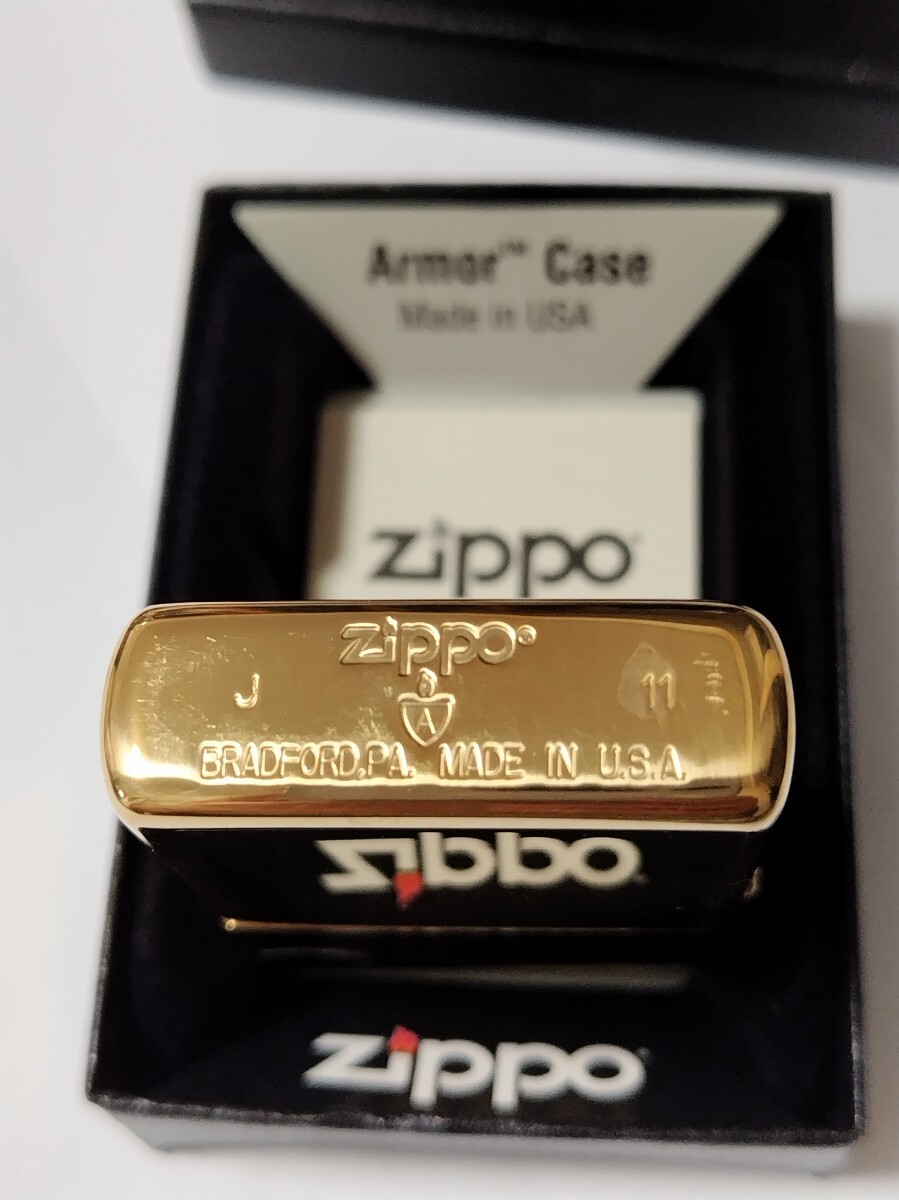 Armor™ Case
Made in USA
zippo
zippo®
J 11
A
BRADFORD,PA. MADE IN U.S.A.
zippo
zippo